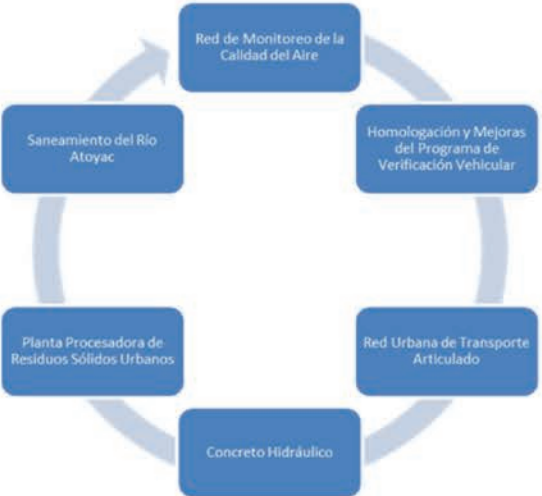 Red de Monitoreo de la
Calidad del Aire
Homologación y Mejoras
del Programa de
Verificación Vehicular
Red Urbana de Transporte
Articulado
Concreto Hidráulico
Planta Procesadora de
Residuos Sólidos Urbanos
Saneamiento del Río
Atoyac